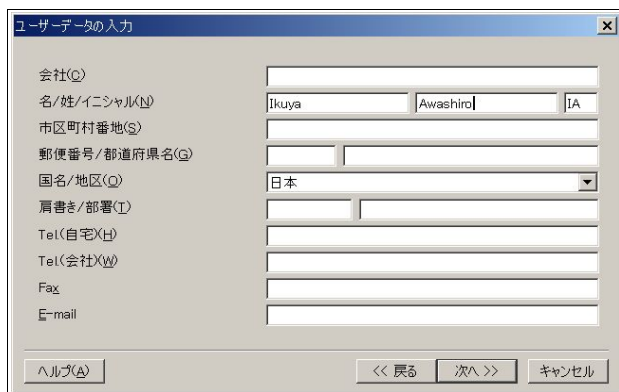 ユーザーデータの入力
会社(C)
名/姓/イニシャル(N) Ikuya Awashiro IA
市区町村番地(S)
郵便番号/都道府県名(G)
国名/地区(O) 日本
肩書き/部署(T)
Tel(自宅)(H)
Tel(会社)(W)
Fax
E-mail
ヘルプ(A) << 戻る 次へ >> キャンセル